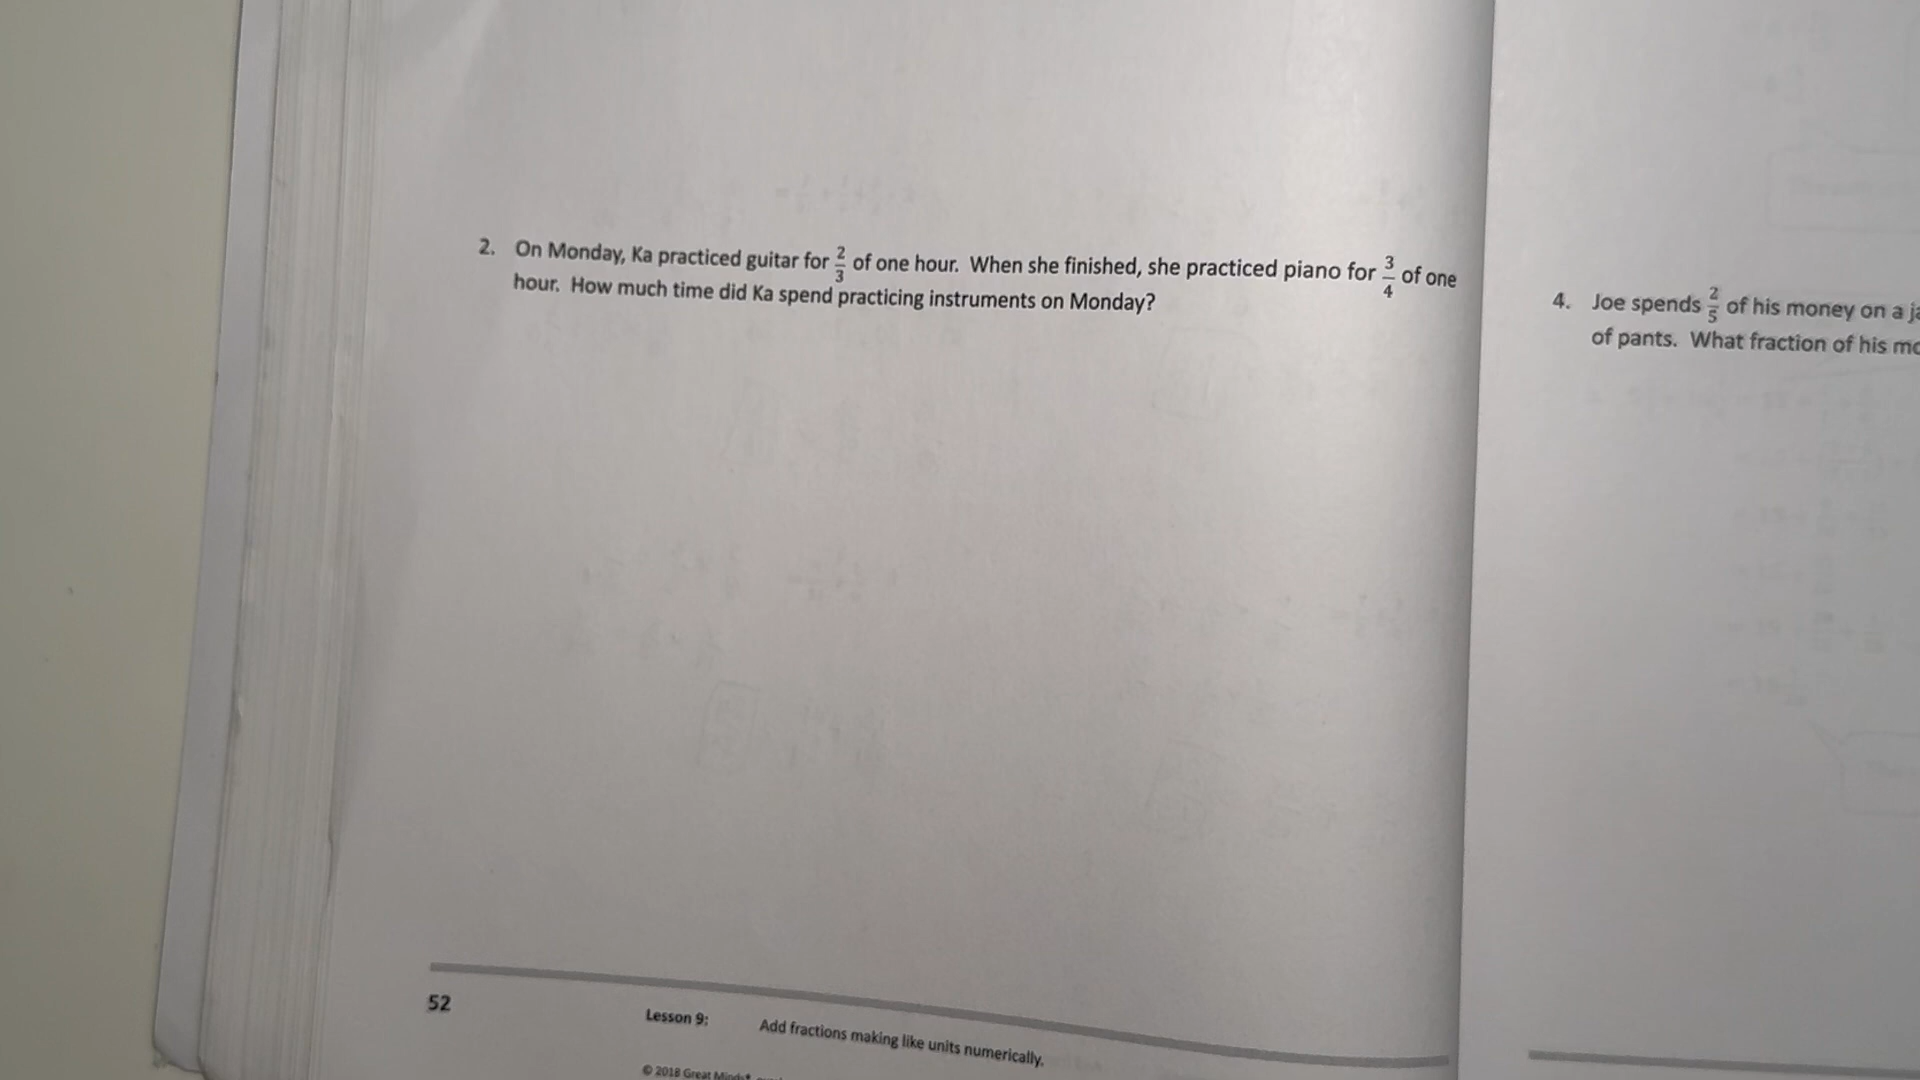 2. On Monday, Ka practiced guitar for 2/3 of one hour. When she finished, she practiced piano for 3/4 of one
hour. How much time did Ka spend practicing instruments on Monday?
52
Lesson 9: Add fractions making like units numerically.
© 2018 Great Minds®.
4. Joe spends 2/5 of his money on a
of pants. What fraction of his